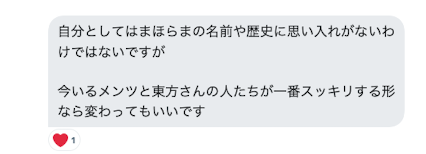 自分としてはまほらまの名前や歴史に思い入れがないわ
けではないですが

今いるメンツと東方さんの人たちが一番スッキリする形
なら変わってもいいです
1